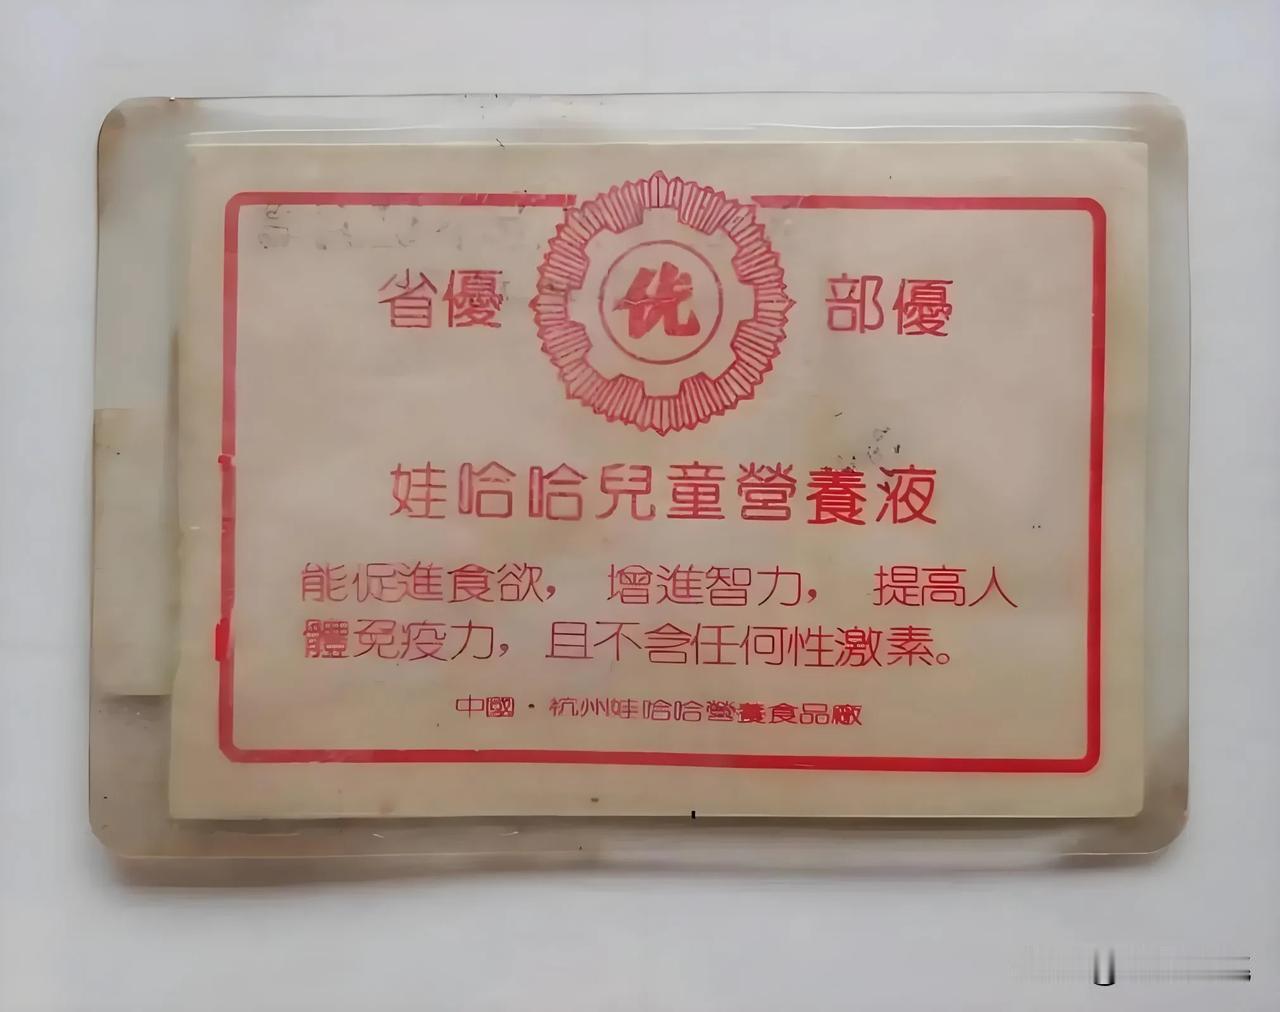 省優 优 部優
娃哈哈兒童營養液
能促進食欲， 增進智力， 提高人
體免疫力，且不含任何性激素。
中國·杭州娃哈哈營養食品廠